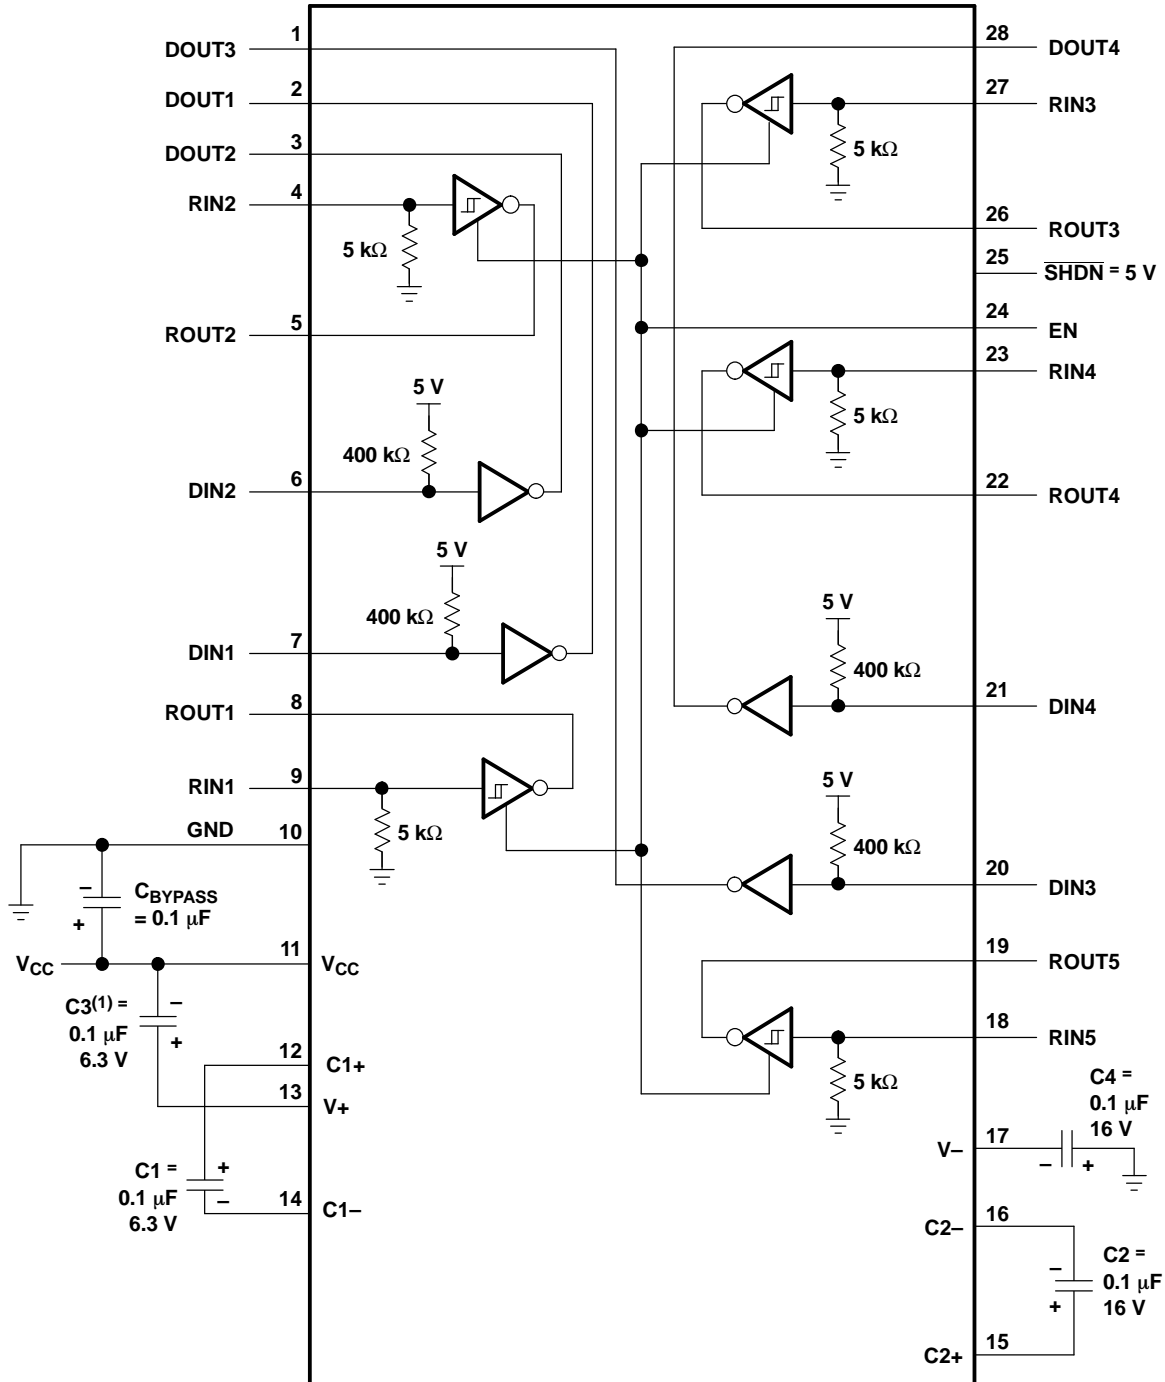 1
DOUT3
2
DOUT1
3
DOUT2
4
RIN2
5 kΩ
5
ROUT2
5 V
400 kΩ
6
DIN2
5 V
400 kΩ
7
DIN1
8
ROUT1
9
RIN1
5 kΩ
GND
10
–
CBYPASS
= 0.1 μF
+
11
VCC
VCC
C3(1) =
0.1 μF
6.3 V
–
+
12
C1+
13
V+
C1 =
0.1 μF
6.3 V
+
–
14
C1–
28
DOUT4
27
RIN3
5 kΩ
26
ROUT3
25
SHDN = 5 V
24
EN
23
RIN4
5 kΩ
22
ROUT4
5 V
400 kΩ
21
DIN4
5 V
400 kΩ
20
DIN3
19
ROUT5
18
RIN5
5 kΩ
C4 =
0.1 μF
16 V
17
V–
–
+
16
C2–
C2 =
0.1 μF
16 V
–
+
15
C2+